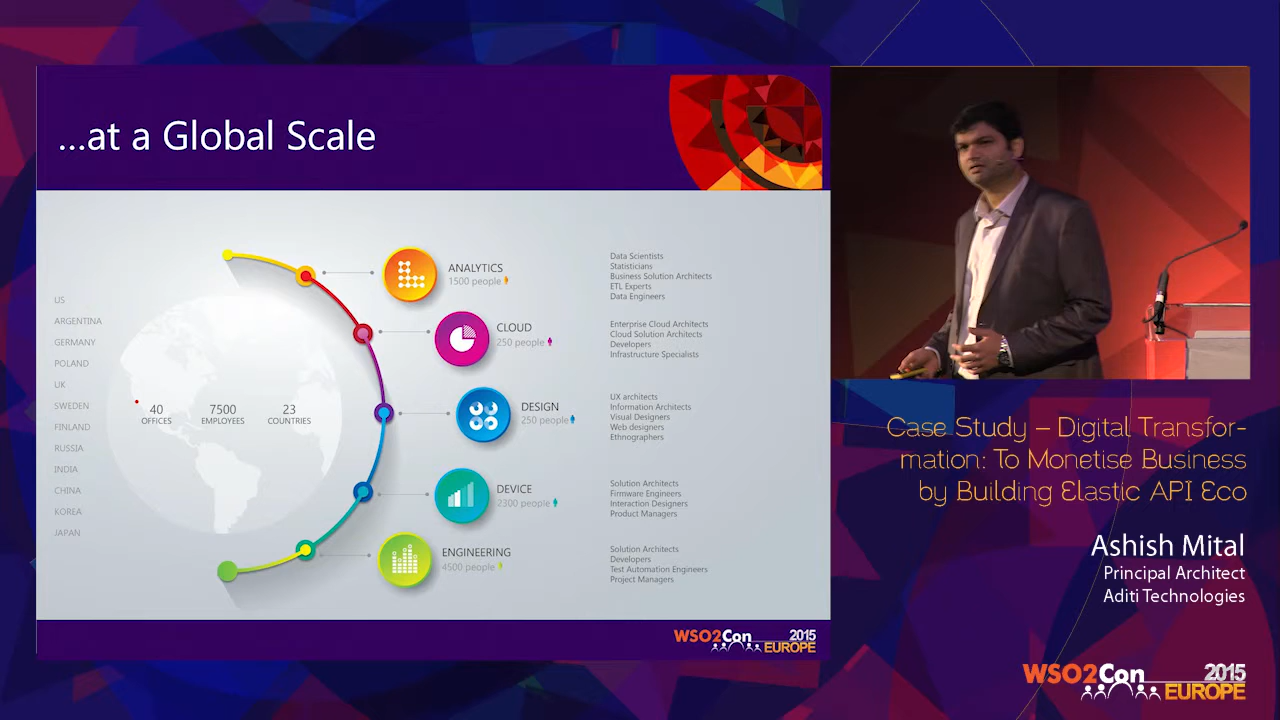 ...at a Global Scale
US
ARGENTINA
GERMANY
POLAND
UK
SWEDEN
FINLAND
RUSSIA
INDIA
CHINA
KOREA
JAPAN
40
OFFICES
7500
EMPLOYEES
23
COUNTRIES
ANALYTICS
1500 people
Data Scientists
Statisticians
Business Solution Architects
ETL Experts
Data Engineers
CLOUD
250 people
Enterprise Cloud Architects
Cloud Solution Architects
Developers
Infrastructure Specialists
DESIGN
250 people
UX architects
Information Architects
Visual Designers
Web designers
Ethnographers
DEVICE
2300 people
Solution Architects
Firmware Engineers
Interaction Designers
Product Managers
ENGINEERING
4500 people
Solution Architects
Developers
Test Automation Engineers
Project Managers
WSO2Con 2015
EUROPE
Case Study – Digital Transfor-
mation: To Monetise Business
by Building Elastic API Eco
Ashish Mital
Principal Architect
Aditi Technologies
WSO2Con 2015
EUROPE